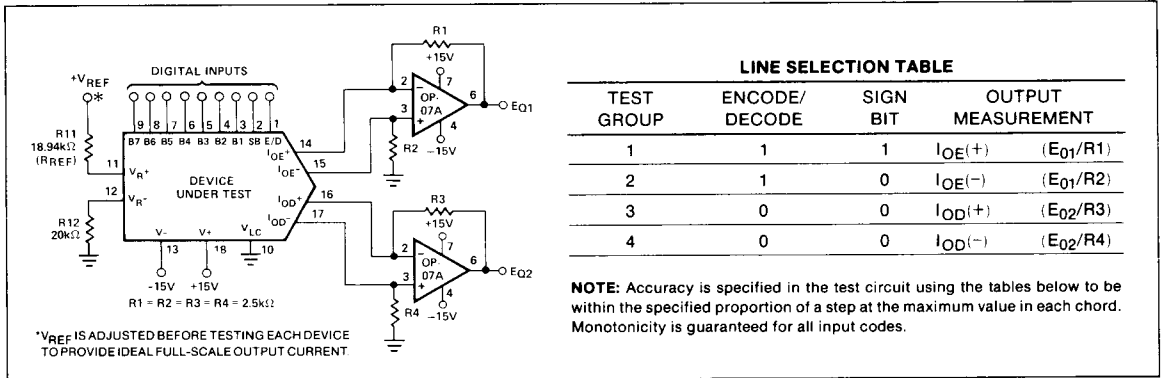 +VREF
*
DIGITAL INPUTS
9 8 7 6 5 4 3 2 1
B7 B6 B5 B4 B3 B2 B1 SB E/D
R11
18.94kΩ
(RREF)
11
VR+
12
VR-
R12
20kΩ
DEVICE
UNDER TEST
IOE+
14
IOE-
15
IOD+
16
IOD-
17
V- V+ VLC
13 18 10
-15V +15V
R1 = R2 = R3 = R4 = 2.5kΩ
*VREF IS ADJUSTED BEFORE TESTING EACH DEVICE
TO PROVIDE IDEAL FULL-SCALE OUTPUT CURRENT
R1
+15V
2
7
OP-
07A
6
EO1
3
4
R2
-15V
R3
+15V
2
7
OP-
07A
6
EO2
3
4
R4
-15V
LINE SELECTION TABLE
TEST ENCODE/ SIGN OUTPUT
GROUP DECODE BIT MEASUREMENT
1 1 1 IOE(+) (E01/R1)
2 1 0 IOE(−) (E01/R2)
3 0 0 IOD(+) (E02/R3)
4 0 0 IOD(−) (E02/R4)
NOTE: Accuracy is specified in the test circuit using the tables below to be
within the specified proportion of a step at the maximum value in each chord.
Monotonicity is guaranteed for all input codes.